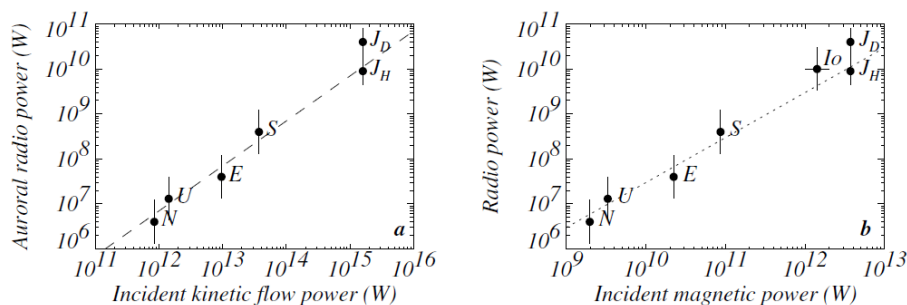 Auroral radio power (W)
10^11
10^10
10^9
10^8
10^7
10^6
J_D
J_H
S
E
U
N
a
10^11 10^12 10^13 10^14 10^15 10^16
Incident kinetic flow power (W)
Radio power (W)
10^11
10^10
10^9
10^8
10^7
10^6
J_D
Io
J_H
S
E
U
N
b
10^9 10^10 10^11 10^12 10^13
Incident magnetic power (W)